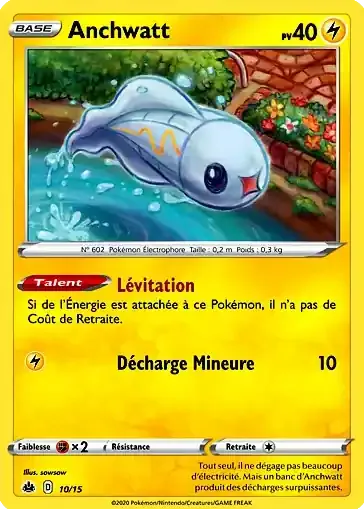 BASE Anchwatt PV40
N° 602 Pokémon Électrophore Taille : 0,2 m Poids : 0,3 kg
Talent Lévitation
Si de l'Énergie est attachée à ce Pokémon, il n'a pas de
Coût de Retraite.
Décharge Mineure 10
Faiblesse ×2 Résistance Retraite
Illus. sowsow
D 10/15
Tout seul, il ne dégage pas beaucoup
d'électricité. Mais un banc d'Anchwatt
produit des décharges surpuissantes.
©2020 Pokémon/Nintendo/Creatures/GAME FREAK